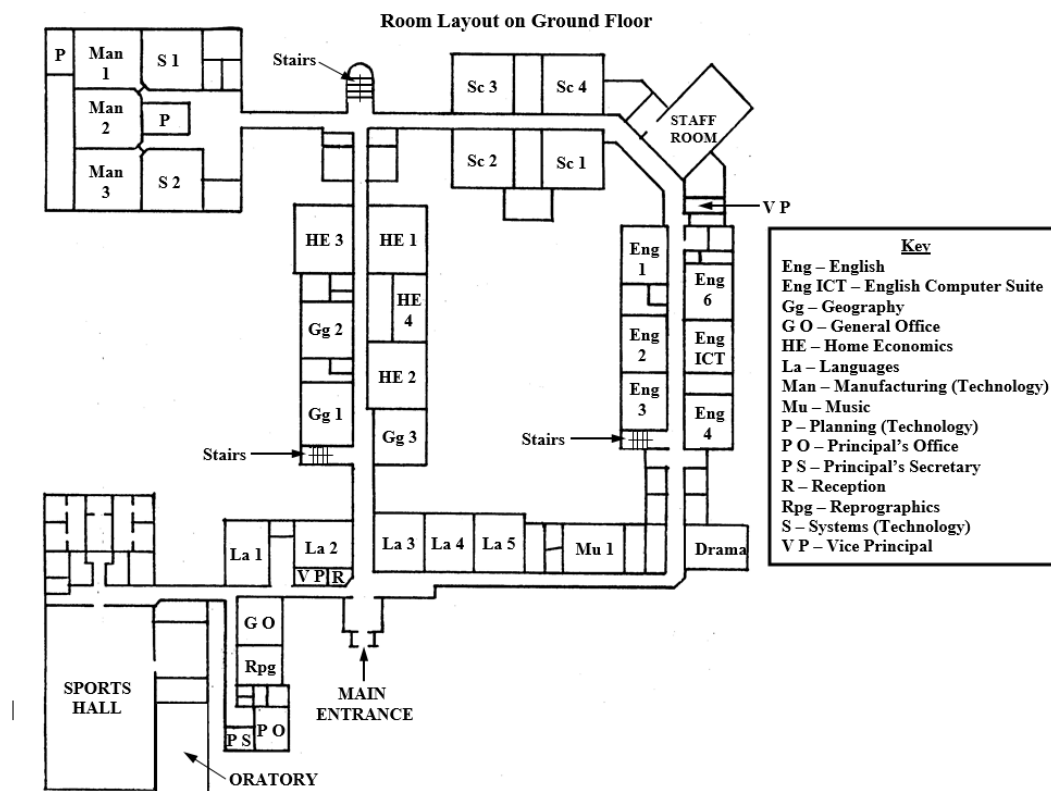 Room Layout on Ground Floor
P
Man
1
S 1
Stairs
Sc 3
Sc 4
Man
2
P
STAFF
ROOM
Man
3
S 2
Sc 2
Sc 1
V P
HE 3
HE 1
Eng
1
Eng
6
HE
4
Gg 2
Eng
2
Eng
ICT
HE 2
Gg 1
Eng
3
Eng
4
Gg 3
Stairs
Stairs
La 1
La 2
La 3
La 4
La 5
Mu 1
Drama
V P
R
G O
Rpg
SPORTS
HALL
MAIN
ENTRANCE
P S
P O
ORATORY
Key
Eng – English
Eng ICT – English Computer Suite
Gg – Geography
G O – General Office
HE – Home Economics
La – Languages
Man – Manufacturing (Technology)
Mu – Music
P – Planning (Technology)
P O – Principal's Office
P S – Principal's Secretary
R – Reception
Rpg – Reprographics
S – Systems (Technology)
V P – Vice Principal